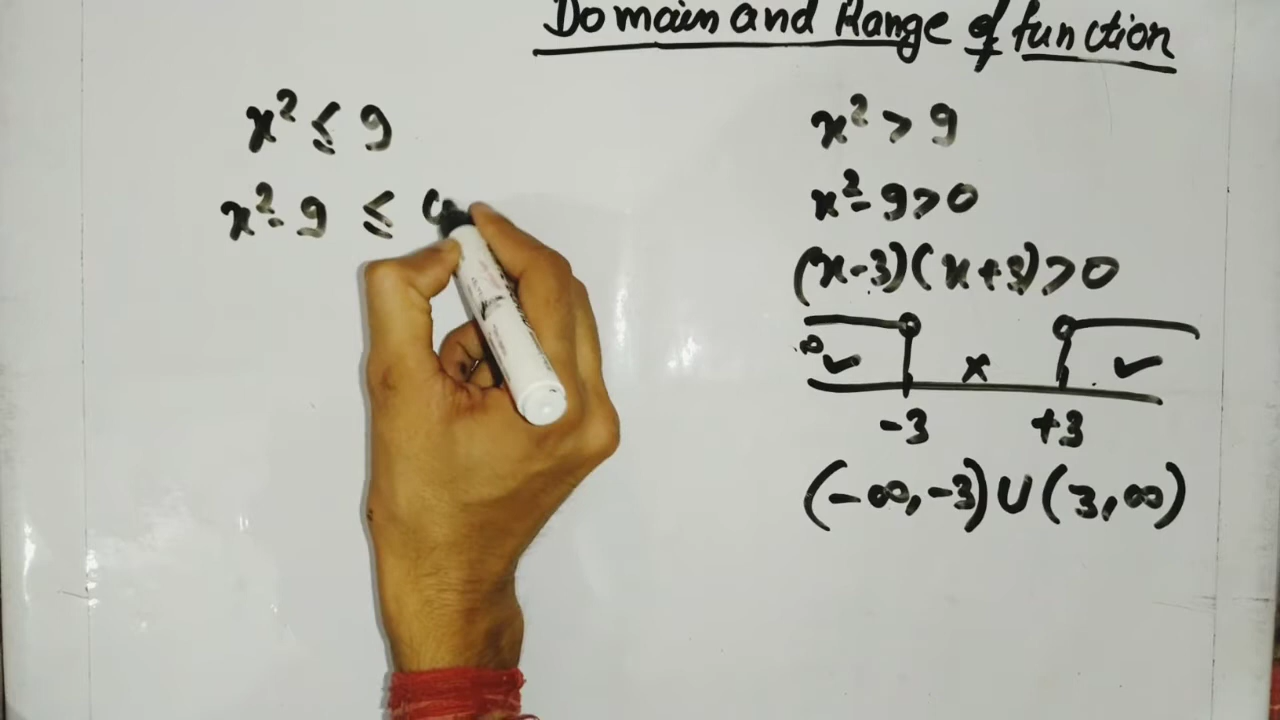 Domain and Range of function
x² ≤ 9
x² - 9 ≤ 0
x² > 9
x² - 9 > 0
(x-3)(x+3) > 0
✓ × ✓
-3 +3
(-∞, -3) ∪ (3, ∞)